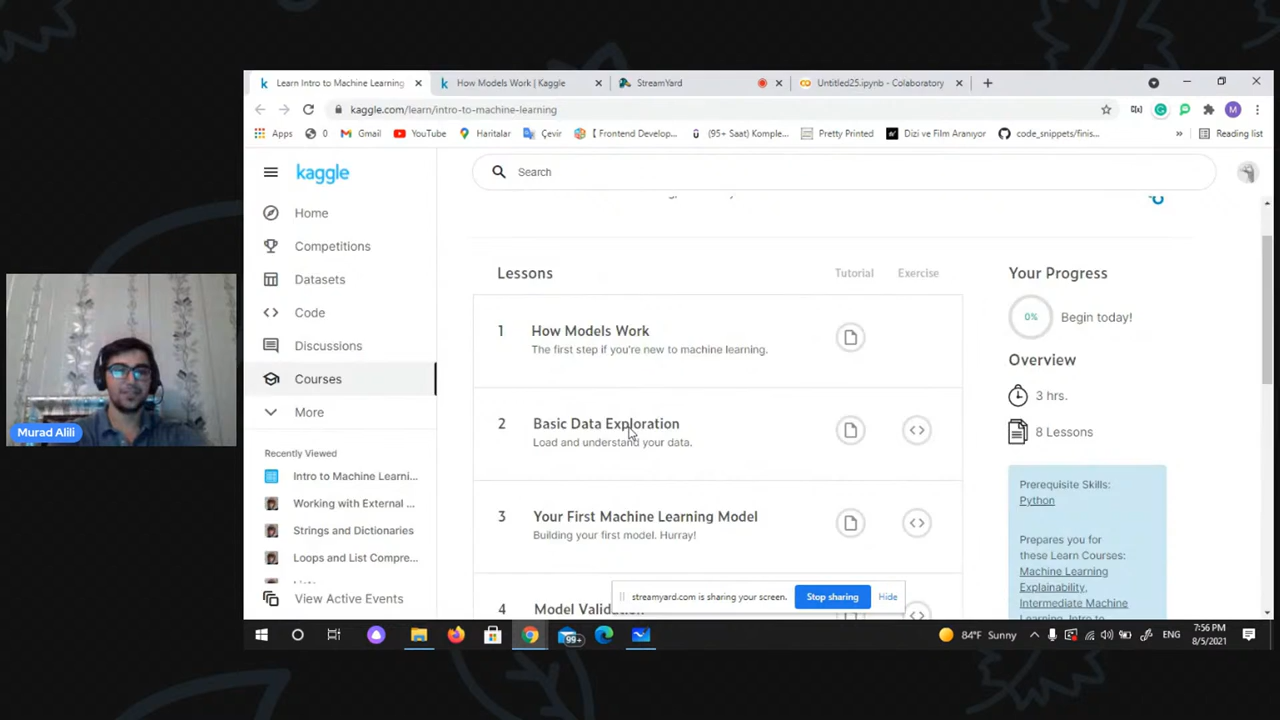 Learn Intro to Machine Learning
How Models Work | Kaggle
StreamYard
Untitled25.ipynb - Colaboratory
kaggle.com/learn/intro-to-machine-learning
M
Apps
0
Gmail
YouTube
Haritalar
Çevir
【 Frontend Develop...
(95+ Saat) Komple...
Pretty Printed
Dizi ve Film Aranıyor
code_snippets/finis...
»
Reading list
kaggle
Search
Home
Competitions
Datasets
Code
Discussions
Courses
More
Recently Viewed
Intro to Machine Learni...
Working with External ...
Strings and Dictionaries
Loops and List Compre...
View Active Events
Lessons
Tutorial
Exercise
1
How Models Work
The first step if you're new to machine learning.
2
Basic Data Exploration
Load and understand your data.
3
Your First Machine Learning Model
Building your first model. Hurray!
4
Model
Your Progress
0%
Begin today!
Overview
3 hrs.
8 Lessons
Prerequisite Skills:
Python
Prepares you for
these Learn Courses:
Machine Learning
Explainability,
Intermediate Machine
Learning, Intro to
streamyard.com is sharing your screen.
Stop sharing
Hide
Murad Alili
99+
84°F Sunny
ENG
7:56 PM
8/5/2021